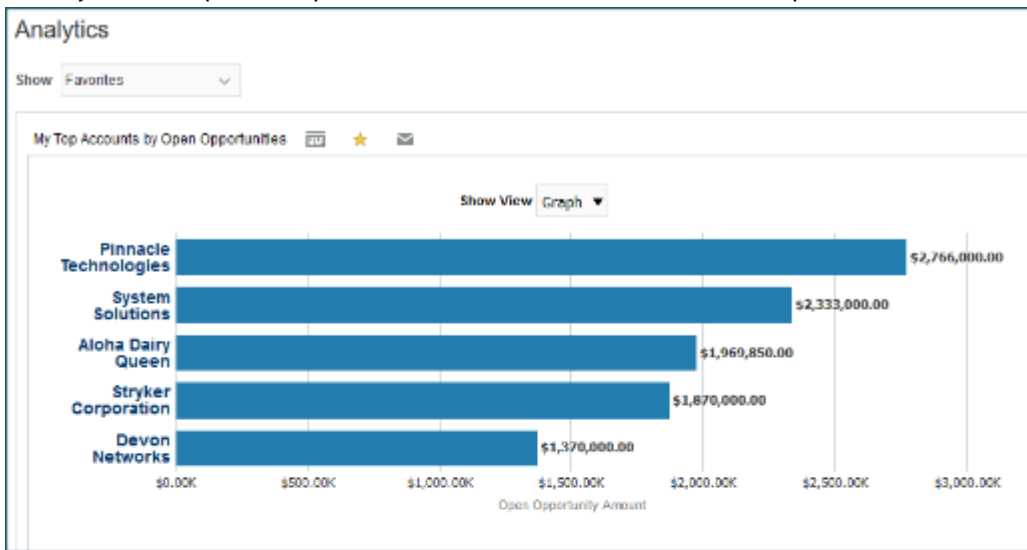 Analytics
Show Favorites
My Top Accounts by Open Opportunities
Show View Graph
Pinnacle
Technologies
$2,766,000.00
System
Solutions
$2,333,000.00
Aloha Dairy
Queen
$1,969,850.00
Stryker
Corporation
$1,870,000.00
Devon
Networks
$1,370,000.00
$0.00K $500.00K $1,000.00K $1,500.00K $2,000.00K $2,500.00K $3,000.00K
Open Opportunity Amount